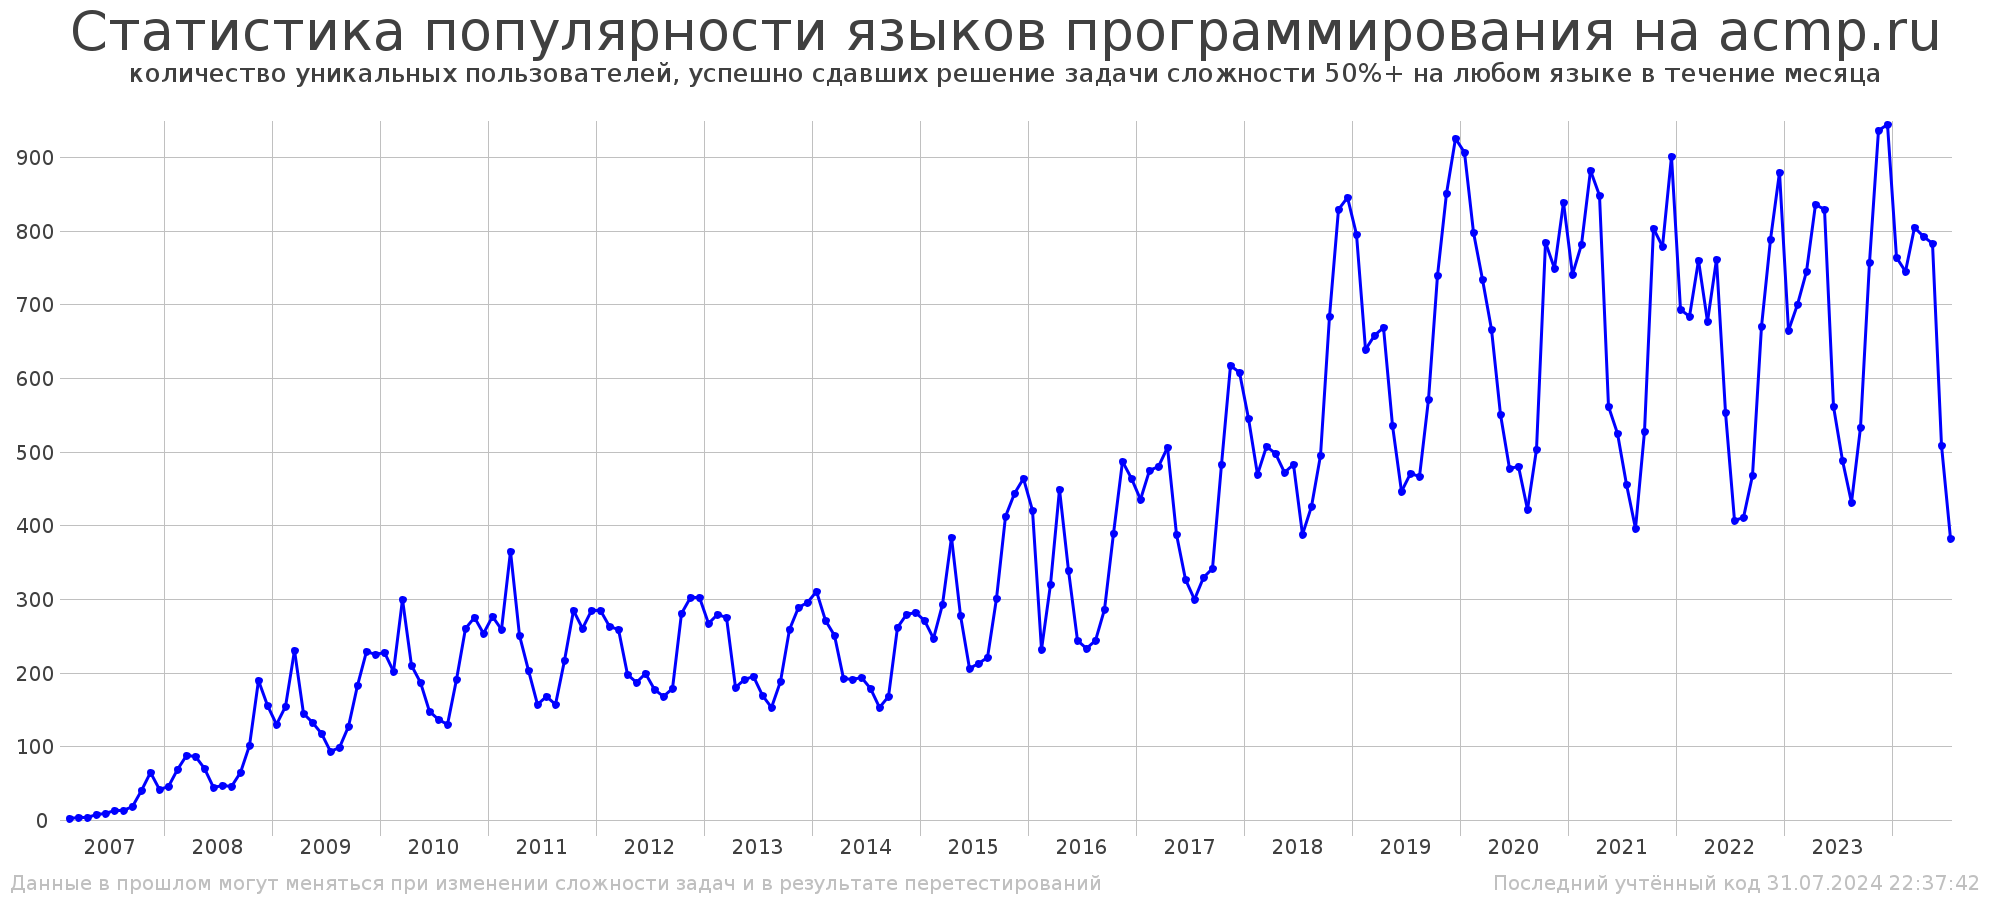 Статистика популярности языков программирования на acmp.ru
количество уникальных пользователей, успешно сдавших решение задачи сложности 50%+ на любом языке в течение месяца
900
800
700
600
500
400
300
200
100
0
2007 2008 2009 2010 2011 2012 2013 2014 2015 2016 2017 2018 2019 2020 2021 2022 2023
Данные в прошлом могут меняться при изменении сложности задач и в результате перетестирований
Последний учтённый код 31.07.2024 22:37:42